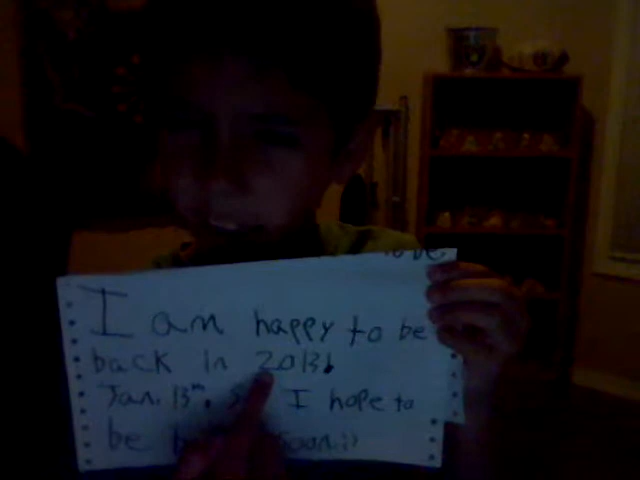 I am happy to be
back in 2013!
Jan. 13th. I hope to
be soon!!